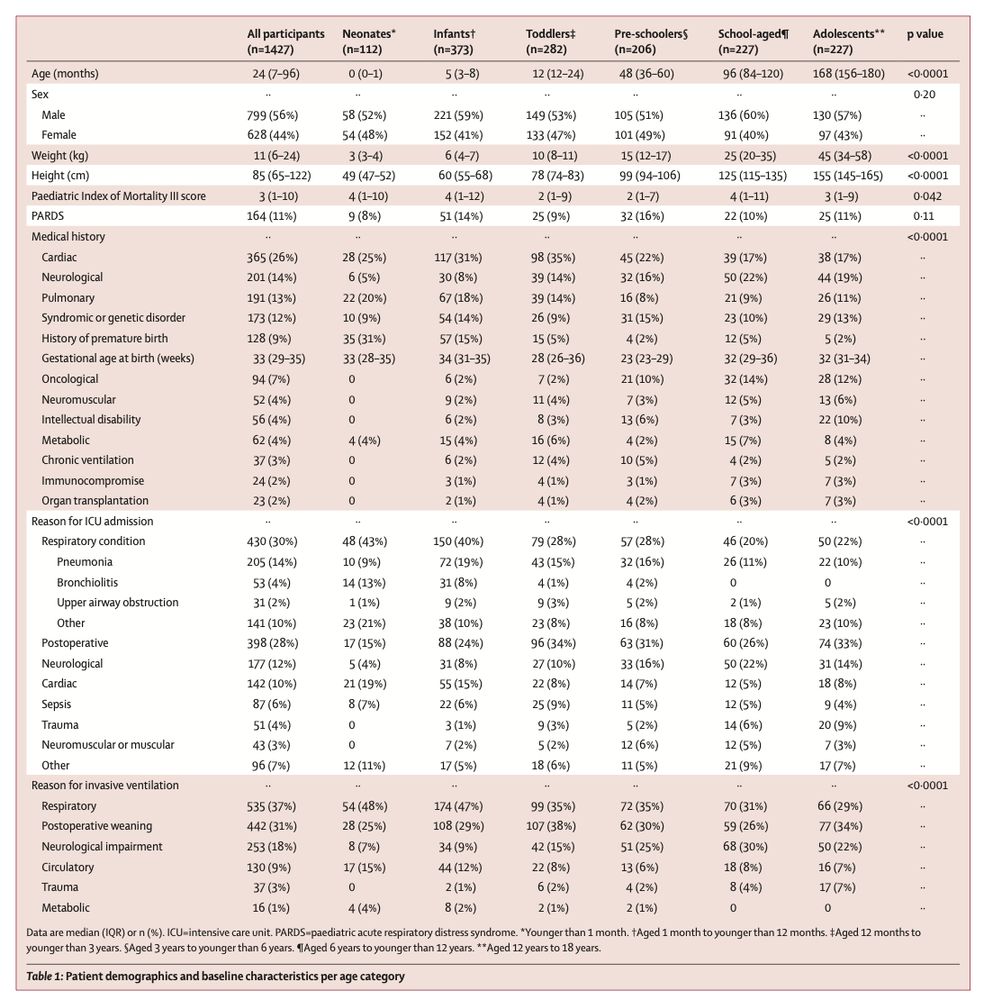 All participants (n=1427) Neonates* (n=112) Infants† (n=373) Toddlers‡ (n=282) Pre-schoolers§ (n=206) School-aged¶ (n=227) Adolescents** (n=227) p value
Age (months) 24 (7–96) 0 (0–1) 5 (3–8) 12 (12–24) 48 (36–60) 96 (84–120) 168 (156–180) <0·0001
Sex ·· ·· ·· ·· ·· ·· ·· 0·20
Male 799 (56%) 58 (52%) 221 (59%) 149 (53%) 105 (51%) 136 (60%) 130 (57%) ··
Female 628 (44%) 54 (48%) 152 (41%) 133 (47%) 101 (49%) 91 (40%) 97 (43%) ··
Weight (kg) 11 (6–24) 3 (3–4) 6 (4–7) 10 (8–11) 15 (12–17) 25 (20–35) 45 (34–58) <0·0001
Height (cm) 85 (65–122) 49 (47–52) 60 (55–68) 78 (74–83) 99 (94–106) 125 (115–135) 155 (145–165) <0·0001
Paediatric Index of Mortality III score 3 (1–10) 4 (1–10) 4 (1–12) 2 (1–9) 2 (1–7) 4 (1–11) 3 (1–9) 0·042
PARDS 164 (11%) 9 (8%) 51 (14%) 25 (9%) 32 (16%) 22 (10%) 25 (11%) 0·11
Medical history ·· ·· ·· ·· ·· ·· ·· <0·0001
Cardiac 365 (26%) 28 (25%) 117 (31%) 98 (35%) 45 (22%) 39 (17%) 38 (17%) ··
Neurological 201 (14%) 6 (5%) 30 (8%) 39 (14%) 32 (16%) 50 (22%) 44 (19%) ··
Pulmonary 191 (13%) 22 (20%) 67 (18%) 39 (14%) 16 (8%) 21 (9%) 26 (11%) ··
Syndromic or genetic disorder 173 (12%) 10 (9%) 54 (14%) 26 (9%) 31 (15%) 23 (10%) 29 (13%) ··
History of premature birth 128 (9%) 35 (31%) 57 (15%) 15 (5%) 4 (2%) 12 (5%) 5 (2%) ··
Gestational age at birth (weeks) 33 (29–35) 33 (28–35) 34 (31–35) 28 (26–36) 23 (23–29) 32 (29–36) 32 (31–34) ··
Oncological 94 (7%) 0 6 (2%) 7 (2%) 21 (10%) 32 (14%) 28 (12%) ··
Neuromuscular 52 (4%) 0 9 (2%) 11 (4%) 7 (3%) 12 (5%) 13 (6%) ··
Intellectual disability 56 (4%) 0 6 (2%) 8 (3%) 13 (6%) 7 (3%) 22 (10%) ··
Metabolic 62 (4%) 4 (4%) 15 (4%) 16 (6%) 4 (2%) 15 (7%) 8 (4%) ··
Chronic ventilation 37 (3%) 0 6 (2%) 12 (4%) 10 (5%) 4 (2%) 5 (2%) ··
Immunocompromise 24 (2%) 0 3 (1%) 4 (1%) 3 (1%) 7 (3%) 7 (3%) ··
Organ transplantation 23 (2%) 0 2 (1%) 4 (1%) 4 (2%) 6 (3%) 7 (3%) ··
Reason for ICU admission ·· ·· ·· ·· ·· ·· ·· <0·0001
Respiratory condition 430 (30%) 48 (43%) 150 (40%) 79 (28%) 57 (28%) 46 (20%) 50 (22%) ··
Pneumonia 205 (14%) 10 (9%) 72 (19%) 43 (15%) 32 (16%) 26 (11%) 22 (10%) ··
Bronchiolitis 53 (4%) 14 (13%) 31 (8%) 4 (1%) 4 (2%) 0 0 ··
Upper airway obstruction 31 (2%) 1 (1%) 9 (2%) 9 (3%) 5 (2%) 2 (1%) 5 (2%) ··
Other 141 (10%) 23 (21%) 38 (10%) 23 (8%) 16 (8%) 18 (8%) 23 (10%) ··
Postoperative 398 (28%) 17 (15%) 88 (24%) 96 (34%) 63 (31%) 60 (26%) 74 (33%) ··
Neurological 177 (12%) 5 (4%) 31 (8%) 27 (10%) 33 (16%) 50 (22%) 31 (14%) ··
Cardiac 142 (10%) 21 (19%) 55 (15%) 22 (8%) 14 (7%) 12 (5%) 18 (8%) ··
Sepsis 87 (6%) 8 (7%) 22 (6%) 25 (9%) 11 (5%) 12 (5%) 9 (4%) ··
Trauma 51 (4%) 0 3 (1%) 9 (3%) 5 (2%) 14 (6%) 20 (9%) ··
Neuromuscular or muscular 43 (3%) 0 7 (2%) 5 (2%) 12 (6%) 12 (5%) 7 (3%) ··
Other 96 (7%) 12 (11%) 17 (5%) 18 (6%) 11 (5%) 21 (9%) 17 (7%) ··
Reason for invasive ventilation ·· ·· ·· ·· ·· ·· ·· <0·0001
Respiratory 535 (37%) 54 (48%) 174 (47%) 99 (35%) 72 (35%) 70 (31%) 66 (29%) ··
Postoperative weaning 442 (31%) 28 (25%) 108 (29%) 107 (38%) 62 (30%) 59 (26%) 77 (34%) ··
Neurological impairment 253 (18%) 8 (7%) 34 (9%) 42 (15%) 51 (25%) 68 (30%) 50 (22%) ··
Circulatory 130 (9%) 17 (15%) 44 (12%) 22 (8%) 13 (6%) 18 (8%) 16 (7%) ··
Trauma 37 (3%) 0 2 (1%) 6 (2%) 4 (2%) 8 (4%) 17 (7%) ··
Metabolic 16 (1%) 4 (4%) 8 (2%) 2 (1%) 2 (1%) 0 0 ··
Data are median (IQR) or n (%). ICU=intensive care unit. PARDS=paediatric acute respiratory distress syndrome. *Younger than 1 month. †Aged 1 month to younger than 12 months. ‡Aged 12 months to
younger than 3 years. §Aged 3 years to younger than 6 years. ¶Aged 6 years to younger than 12 years. **Aged 12 years to 18 years.
Table 1: Patient demographics and baseline characteristics per age category